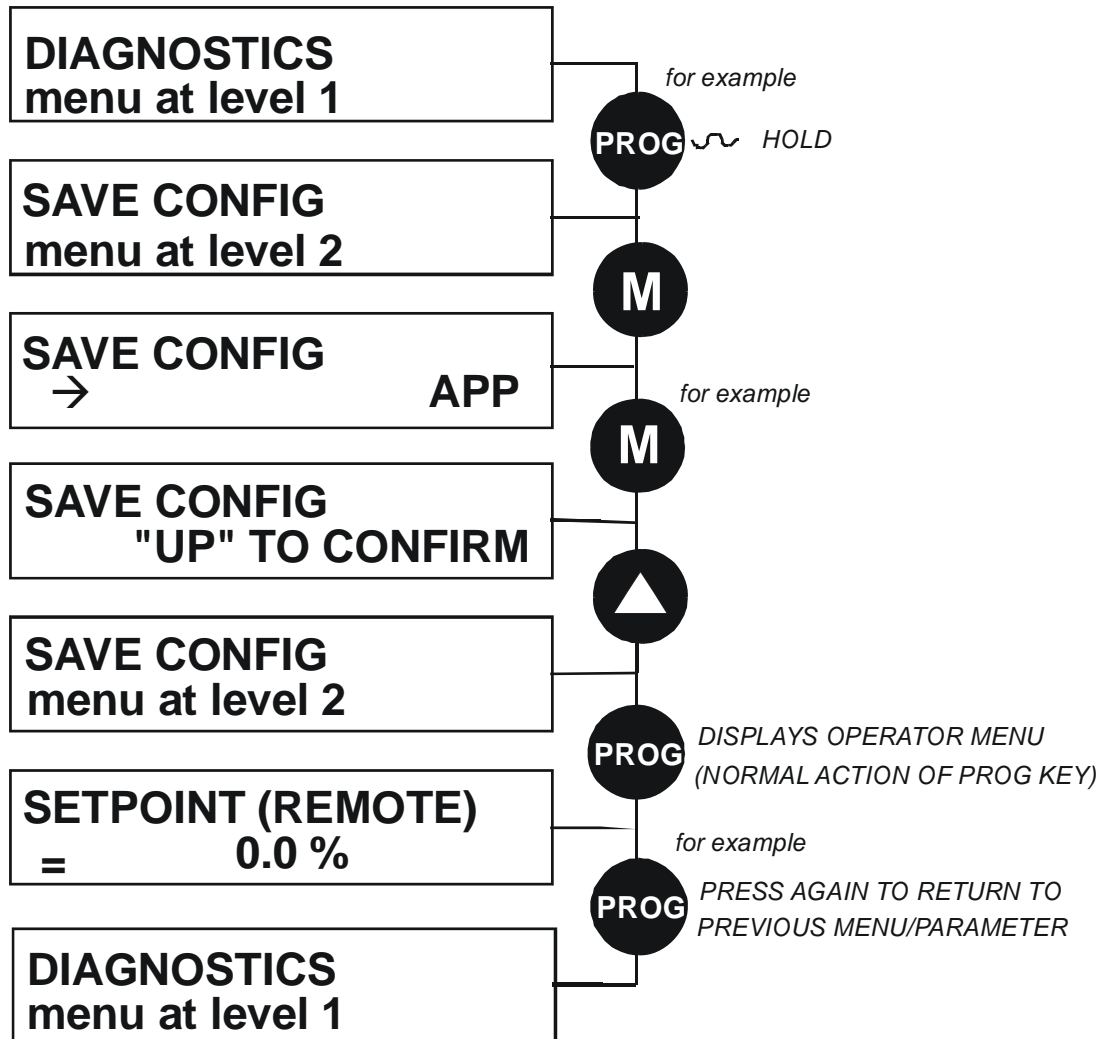 DIAGNOSTICS
menu at level 1
for example
PROG
HOLD
SAVE CONFIG
menu at level 2
M
SAVE CONFIG
→ APP
for example
M
SAVE CONFIG
"UP" TO CONFIRM
SAVE CONFIG
menu at level 2
PROG
DISPLAYS OPERATOR MENU
(NORMAL ACTION OF PROG KEY)
SETPOINT (REMOTE)
= 0.0 %
for example
PROG
PRESS AGAIN TO RETURN TO
PREVIOUS MENU/PARAMETER
DIAGNOSTICS
menu at level 1